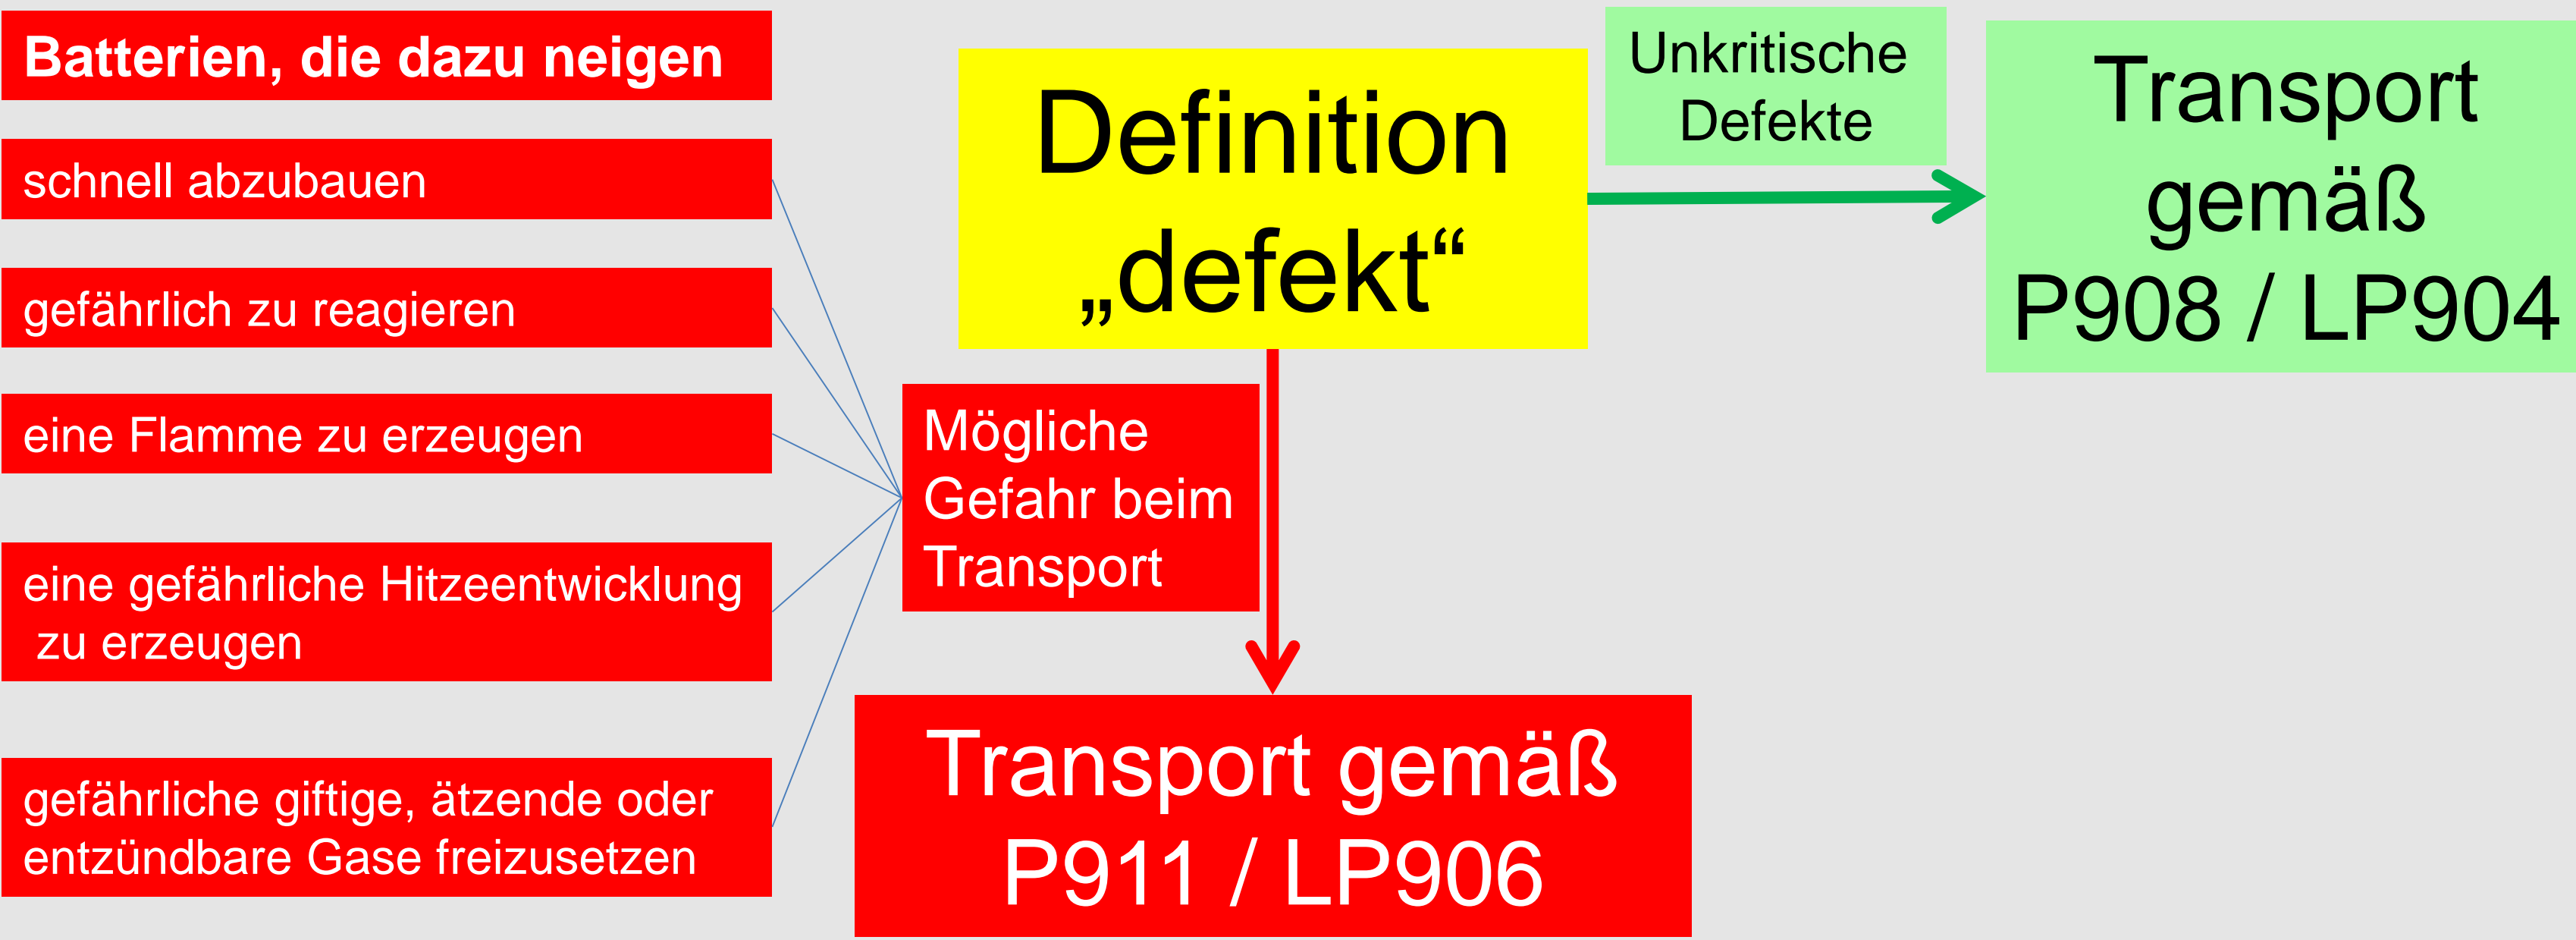 Batterien, die dazu neigen
schnell abzubauen
gefährlich zu reagieren
eine Flamme zu erzeugen
eine gefährliche Hitzeentwicklung
zu erzeugen
gefährliche giftige, ätzende oder
entzündbare Gase freizusetzen
Definition
„defekt“
Unkritische
Defekte
Transport
gemäß
P908 / LP904
Mögliche
Gefahr beim
Transport
Transport gemäß
P911 / LP906